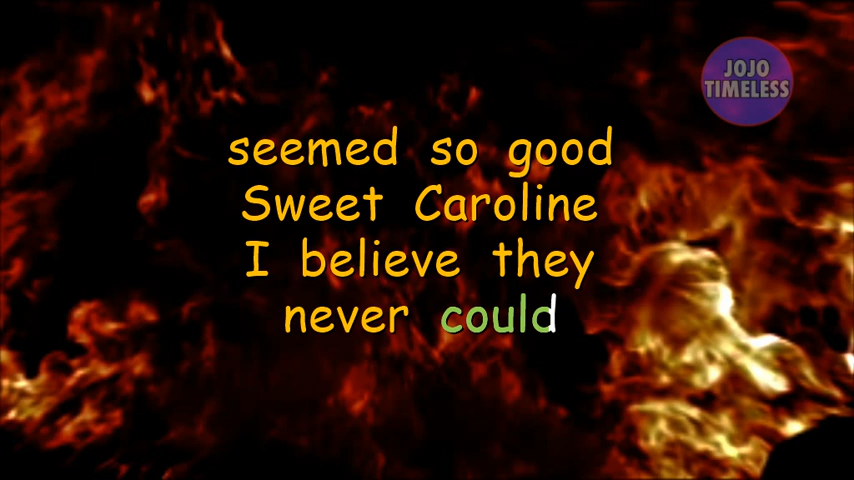 JOJO
TIMELESS
seemed so good
Sweet Caroline
I believe they
never could